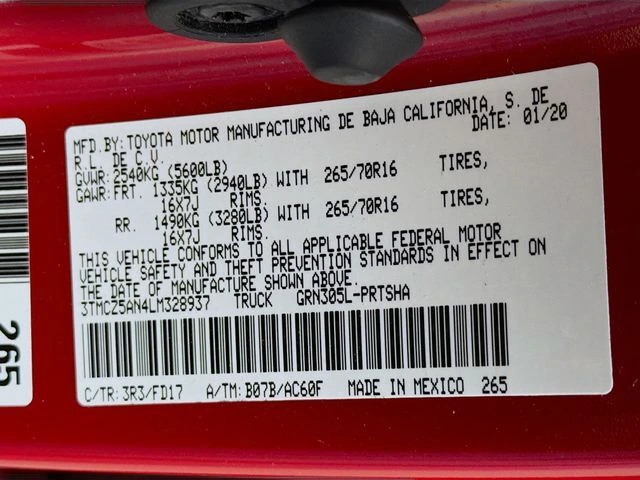 MFD.BY:TOYOTA MOTOR MANUFACTURING DE BAJA CALIFORNIA, S. DE
R.L. DE C.V. DATE: 01/20
GVWR: 2540KG (5600LB)
GAWR: FRT. 1335KG (2940LB) WITH 265/70R16 TIRES,
16X7J RIMS.
RR. 1490KG (3280LB) WITH 265/70R16 TIRES,
16X7J RIMS.
THIS VEHICLE CONFORMS TO ALL APPLICABLE FEDERAL MOTOR
VEHICLE SAFETY AND THEFT PREVENTION STANDARDS IN EFFECT ON
THE DATE OF MANUFACTURE SHOWN ABOVE.
3TMCZ5AN4LM328937 TRUCK GRN305L-PRTSHA
C/TR:3R3/FD17 A/TM:B07B/AC60F MADE IN MEXICO 265
265